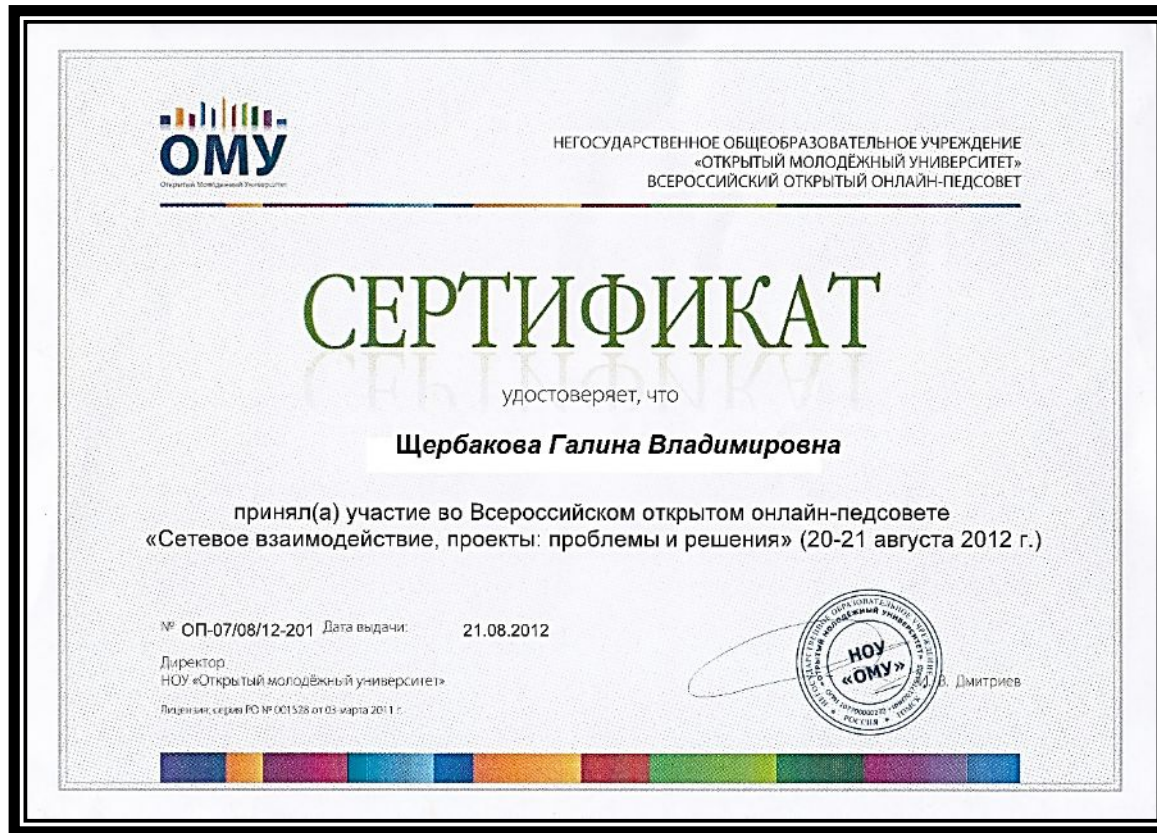 ОМУ
Открытый Молодёжный Университет
НЕГОСУДАРСТВЕННОЕ ОБЩЕОБРАЗОВАТЕЛЬНОЕ УЧРЕЖДЕНИЕ
«ОТКРЫТЫЙ МОЛОДЁЖНЫЙ УНИВЕРСИТЕТ»
ВСЕРОССИЙСКИЙ ОТКРЫТЫЙ ОНЛАЙН-ПЕДСОВЕТ
СЕРТИФИКАТ
удостоверяет, что
Щербакова Галина Владимировна
принял(а) участие во Всероссийском открытом онлайн-педсовете
«Сетевое взаимодействие, проекты: проблемы и решения» (20-21 августа 2012 г.)
№ ОП-07/08/12-201 Дата выдачи: 21.08.2012
Директор
НОУ «Открытый молодёжный университет»
В. Дмитриев
Лицензия: серия РО № 001528 от 03 марта 2011 г.
НОУ
«ОМУ»
«ОТКРЫТЫЙ МОЛОДЁЖНЫЙ УНИВЕРСИТЕТ»
РОССИЯ
ТОМСК